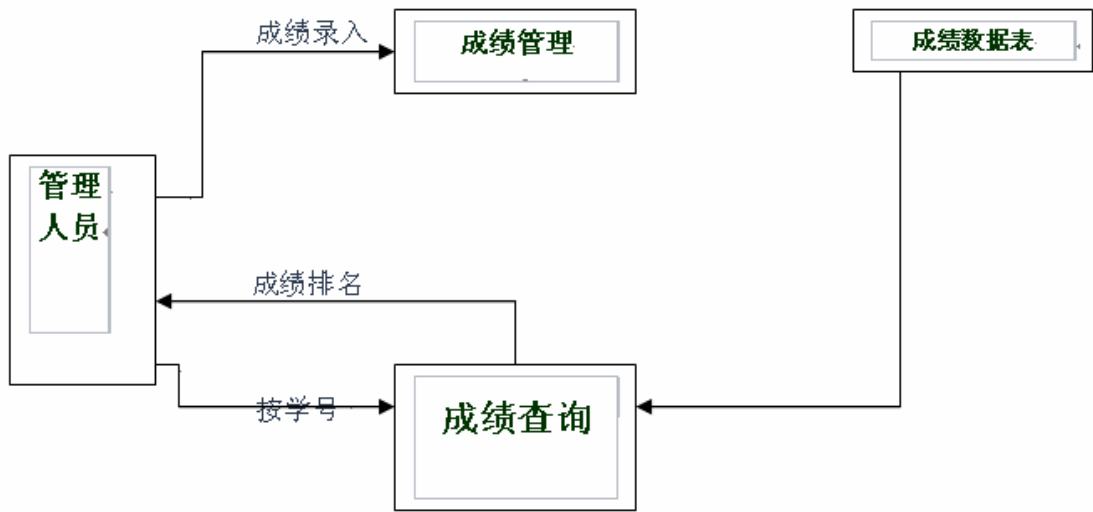 成绩录入
成绩管理
成绩数据表
管理
人员
成绩排名
按学号
成绩查询